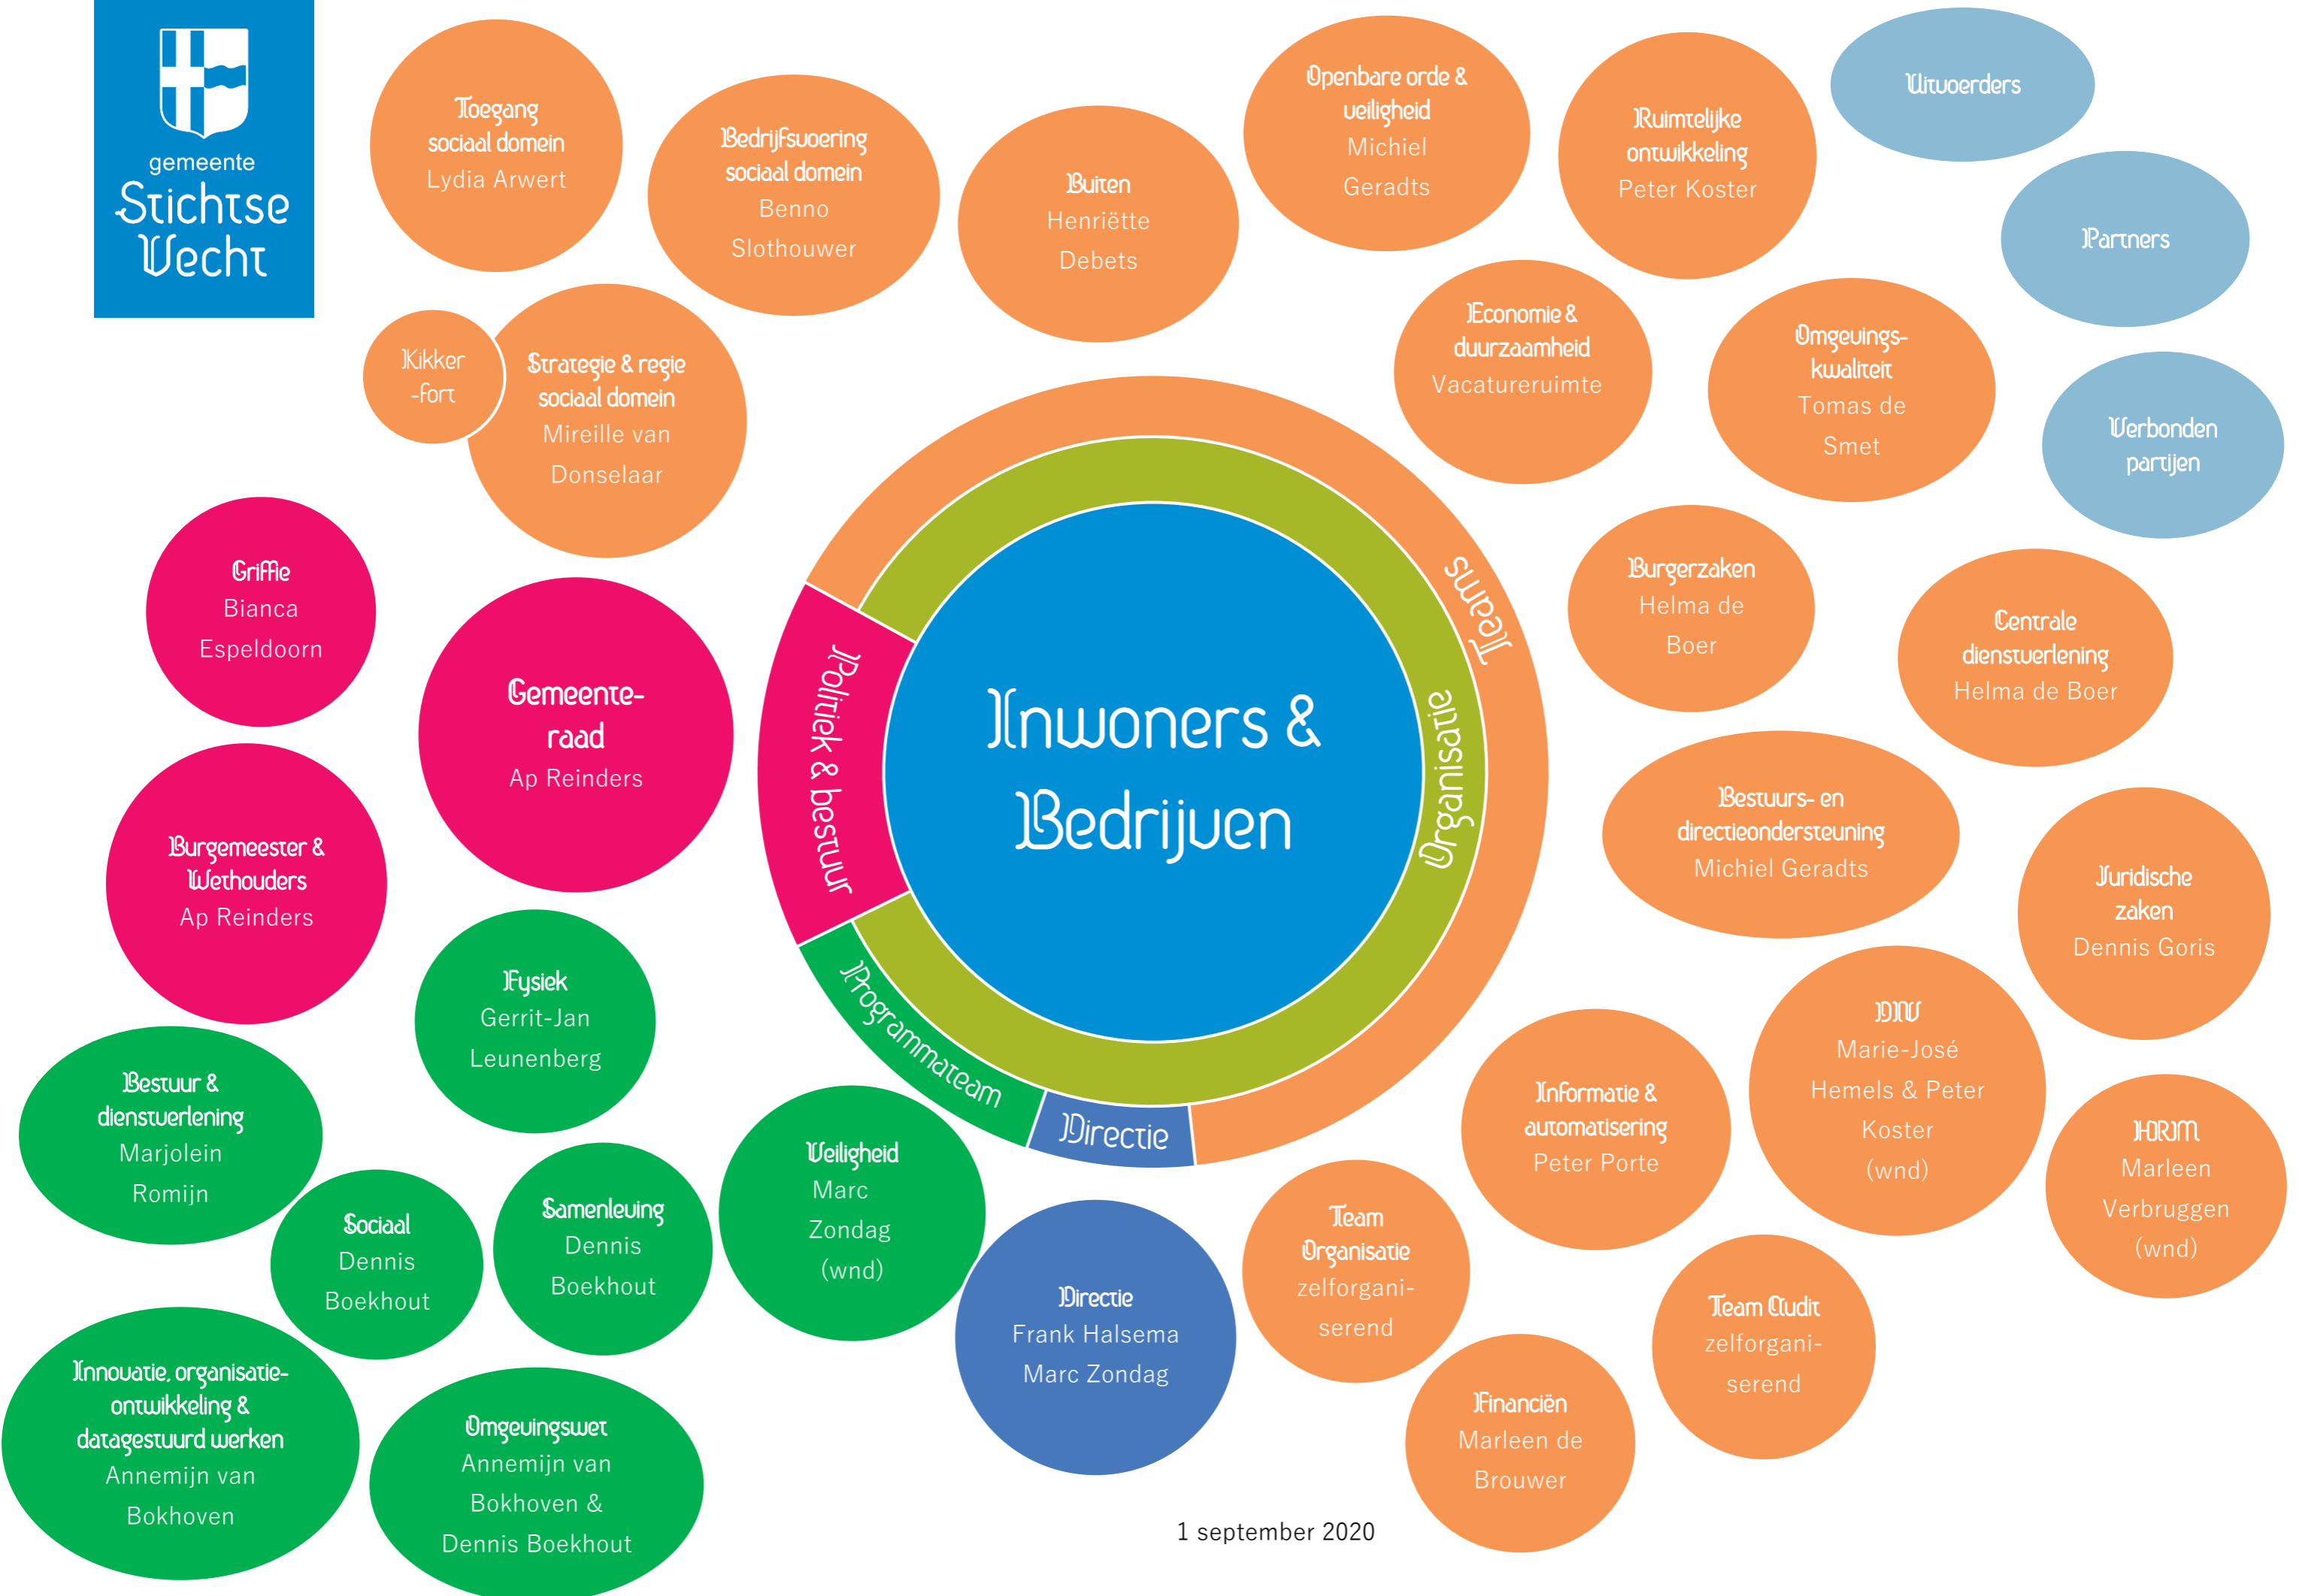 gemeente
Stichtse
Vecht
Toegang
sociaal domein
Lydia Arwert
Bedrijfsvoering
sociaal domein
Benno
Slothouwer
Buiten
Henriëtte
Debets
Openbare orde &
veiligheid
Michiel
Geradts
Ruimtelijke
ontwikkeling
Peter Koster
Uitvoerders
Partners
Kikker
-fort
Strategie & regie
sociaal domein
Mireille van
Donselaar
Economie &
duurzaamheid
Vacatureruimte
Omgevings-
kwaliteit
Tomas de
Smet
Verbonden
partijen
Griffie
Bianca
Espeldoorn
Gemeente-
raad
Ap Reinders
Burgemeester &
Wethouders
Ap Reinders
Politiek & bestuur
Inwoners &
Bedrijven
Organisatie
Teams
Programmateam
Directie
Burgerzaken
Helma de
Boer
Centrale
dienstverlening
Helma de Boer
Bestuurs- en
directieondersteuning
Michiel Geradts
Juridische
zaken
Dennis Goris
Fysiek
Gerrit-Jan
Leunenberg
Bestuur &
dienstverlening
Marjolein
Romijn
Sociaal
Dennis
Boekhout
Samenleving
Dennis
Boekhout
Veiligheid
Marc
Zondag
(wnd)
Directie
Frank Halsema
Marc Zondag
Team
Organisatie
zelforgani-
serend
Informatie &
automatisering
Peter Porte
DIV
Marie-José
Hemels & Peter
Koster
(wnd)
HRM
Marleen
Verbruggen
(wnd)
Team Audit
zelforgani-
serend
Financiën
Marleen de
Brouwer
Innovatie, organisatie-
ontwikkeling &
datagestuurd werken
Annemijn van
Bokhoven
Omgevingswet
Annemijn van
Bokhoven &
Dennis Boekhout
1 september 2020